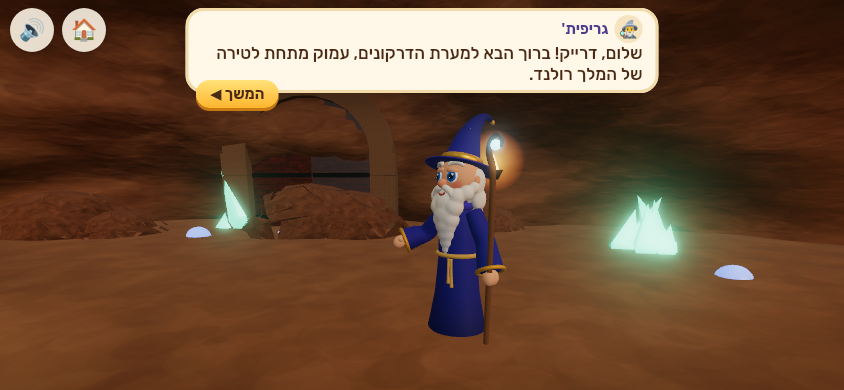 גריפית'
שלום, דרייק! ברוך הבא למערת הדרקונים, עמוק מתחת לטירה
של המלך רולנד.
המשך ◀